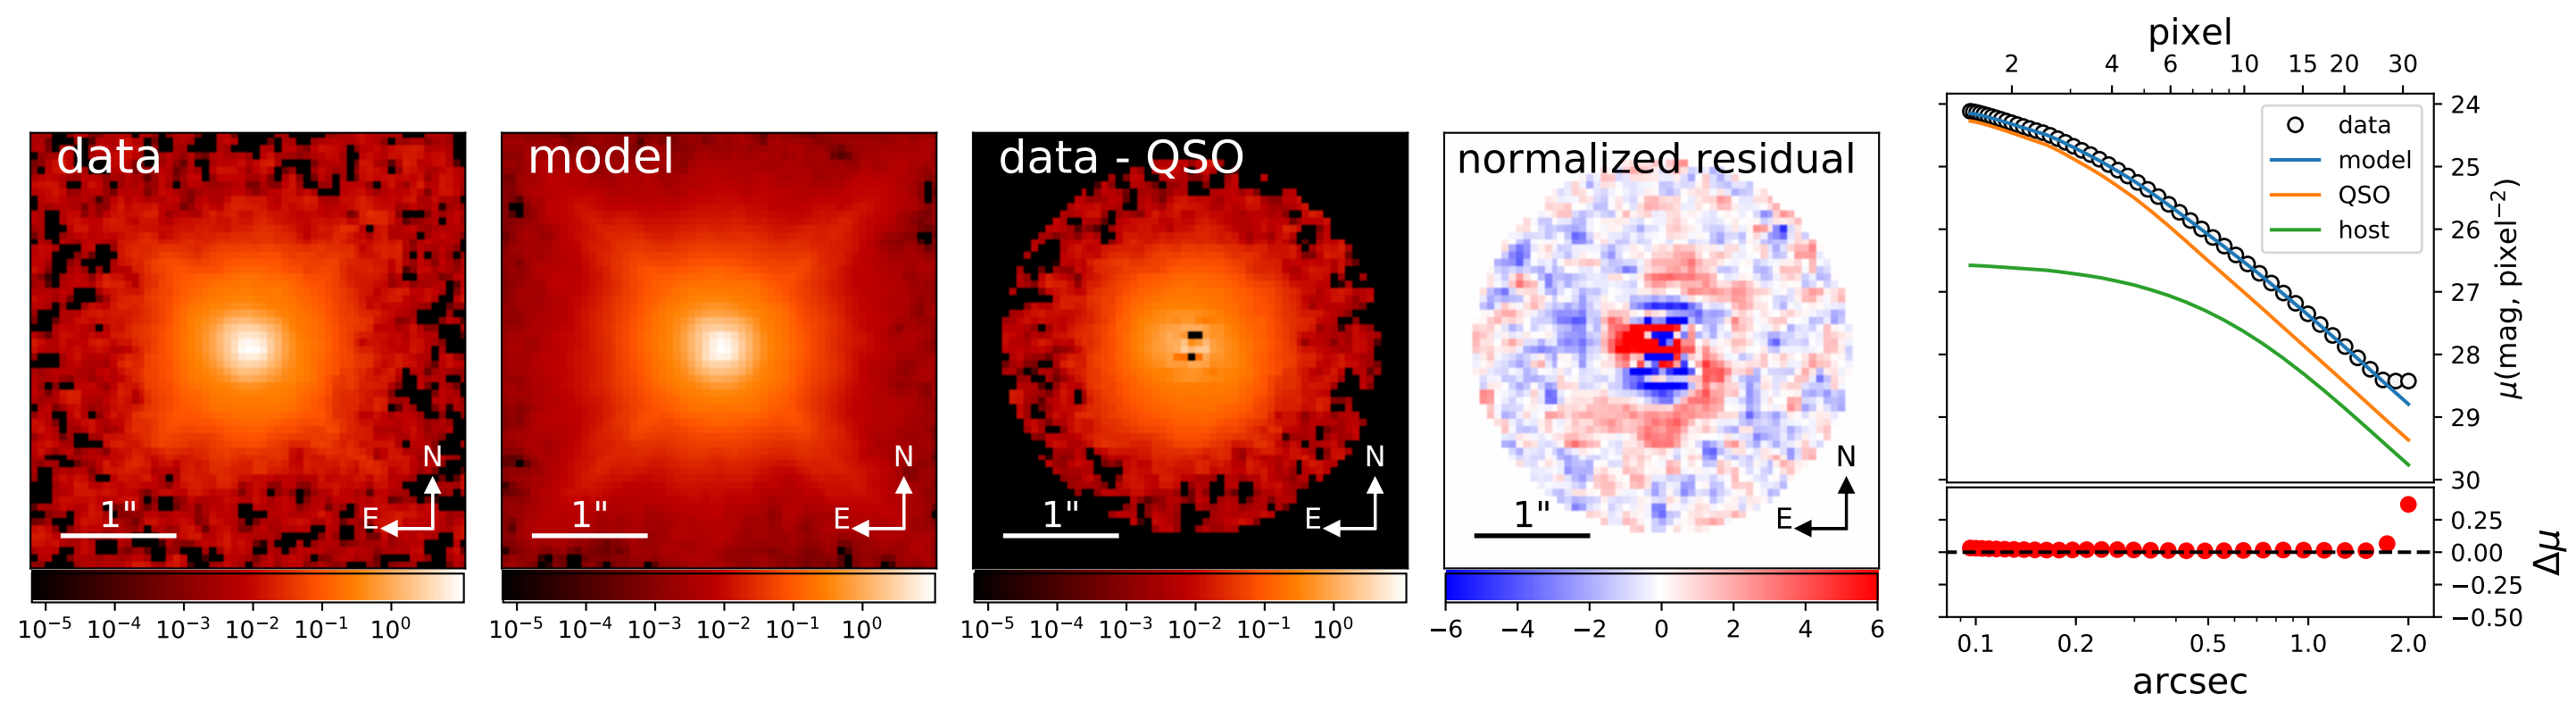 data
N
E
1"
10⁻⁵ 10⁻⁴ 10⁻³ 10⁻² 10⁻¹ 10⁰
model
N
E
1"
10⁻⁵ 10⁻⁴ 10⁻³ 10⁻² 10⁻¹ 10⁰
data - QSO
N
E
1"
10⁻⁵ 10⁻⁴ 10⁻³ 10⁻² 10⁻¹ 10⁰
normalized residual
N
E
1"
−6 −4 −2 0 2 4 6
pixel
2 4 6 10 15 20 30
data
model
QSO
host
24
25
26
27
28
29
30
μ(mag, pixel⁻²)
0.25
0.00
−0.25
−0.50
Δμ
0.1 0.2 0.5 1.0 2.0
arcsec